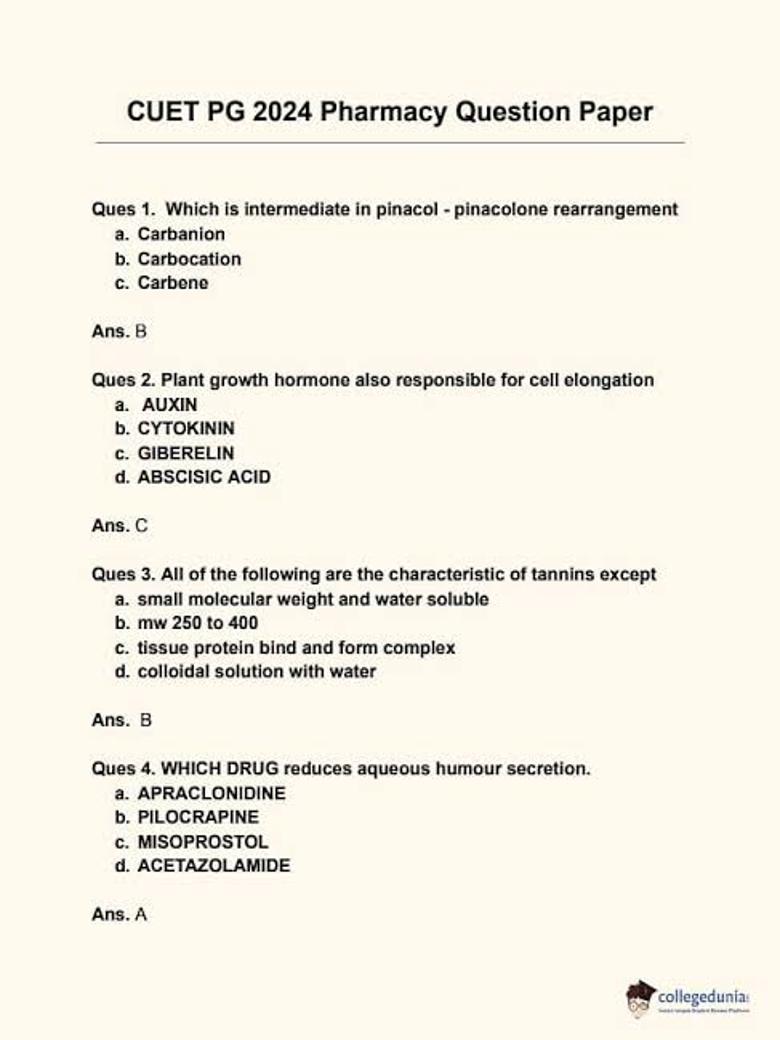 CUET PG 2024 Pharmacy Question Paper
Ques 1.  Which is intermediate in pinacol - pinacolone rearrangement
a. Carbanion
b. Carbocation
c. Carbene
Ans. B
Ques 2. Plant growth hormone also responsible for cell elongation
a. AUXIN
b. CYTOKININ
c. GIBERELIN
d. ABSCISIC ACID
Ans. C
Ques 3. All of the following are the characteristic of tannins except
a. small molecular weight and water soluble
b. mw 250 to 400
c. tissue protein bind and form complex
d. colloidal solution with water
Ans. B
Ques 4. WHICH DRUG reduces aqueous humour secretion.
a. APRACLONIDINE
b. PILOCRAPINE
c. MISOPROSTOL
d. ACETAZOLAMIDE
Ans. A
collegedunia